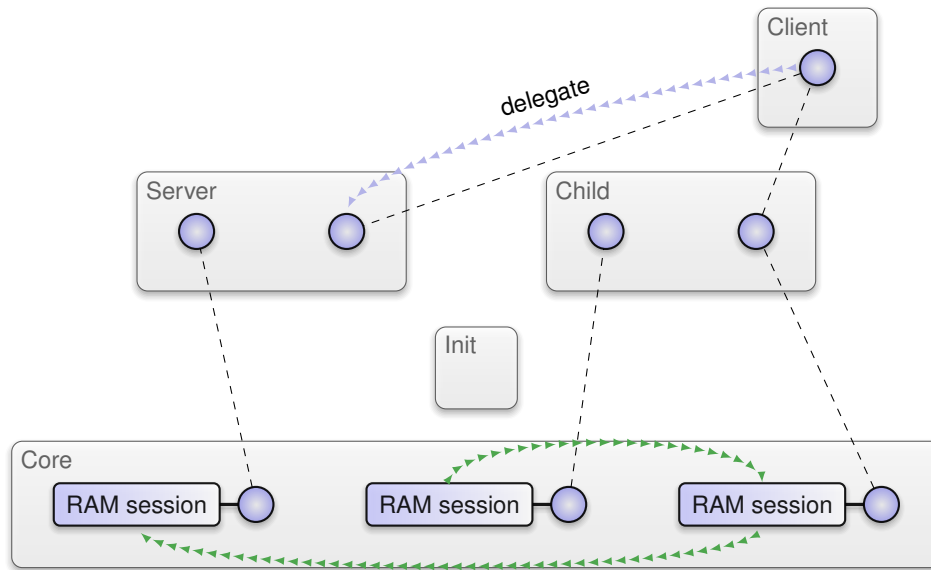 Client
delegate
Server
Child
Init
Core
RAM session
RAM session
RAM session